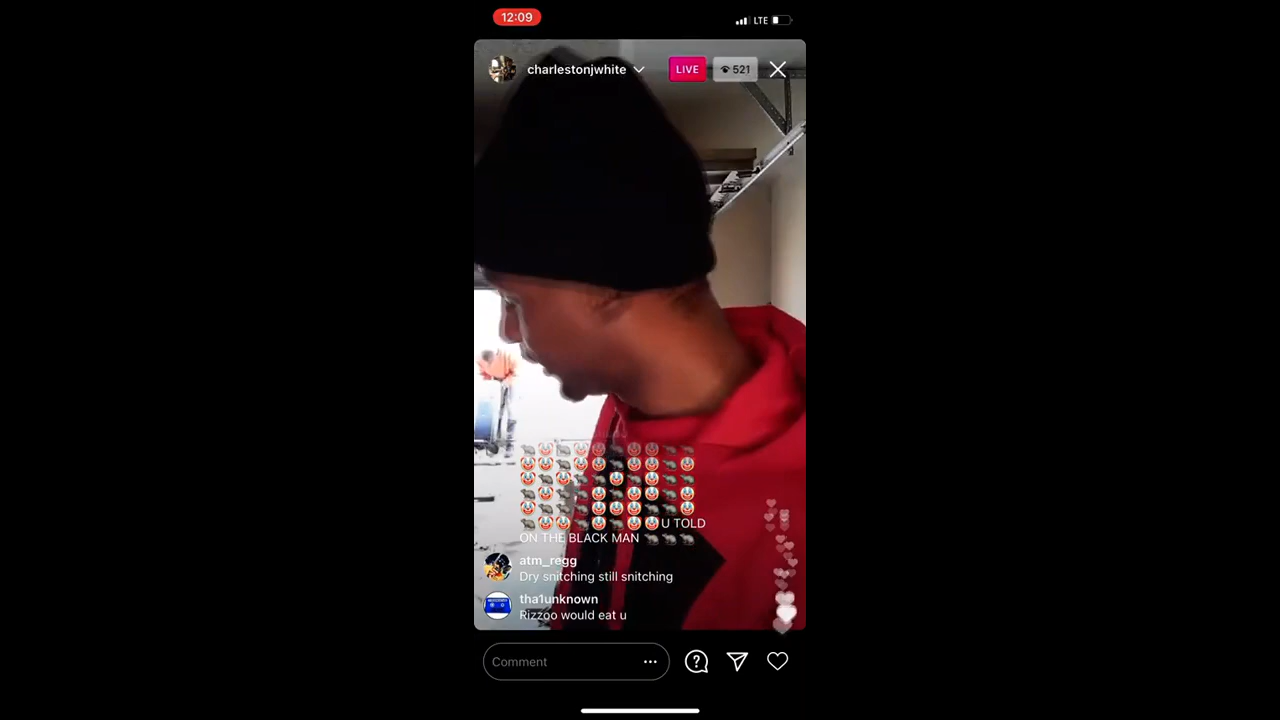 12:09
LTE
charlestonjwhite
LIVE
521
U TOLD
ON THE BLACK MAN
atm_regg
Dry snitching still snitching
tha1unknown
Rizzoo would eat u
Comment